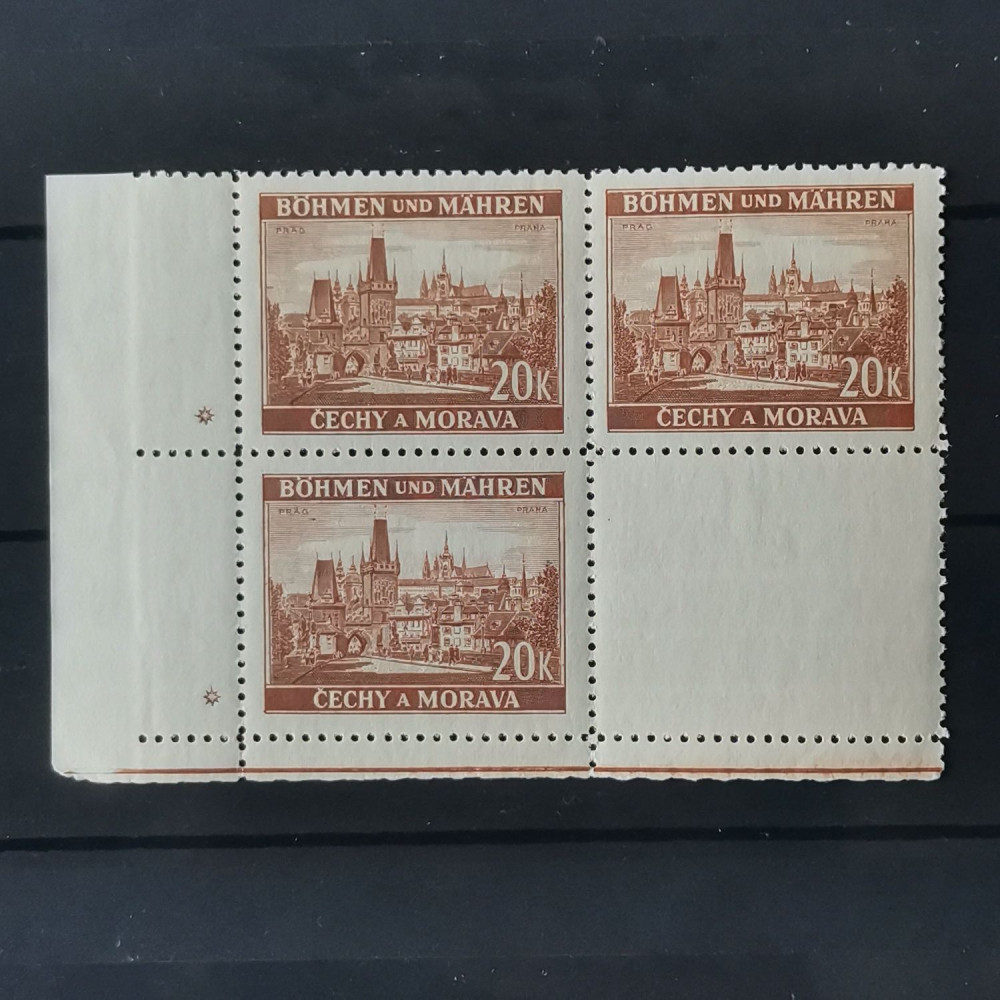 BÖHMEN UND MÄHREN
PRAG PRAHA
20K
ČECHY A MORAVA
BÖHMEN UND MÄHREN
PRAG PRAHA
20K
ČECHY A MORAVA
BÖHMEN UND MÄHREN
PRAG PRAHA
20K
ČECHY A MORAVA